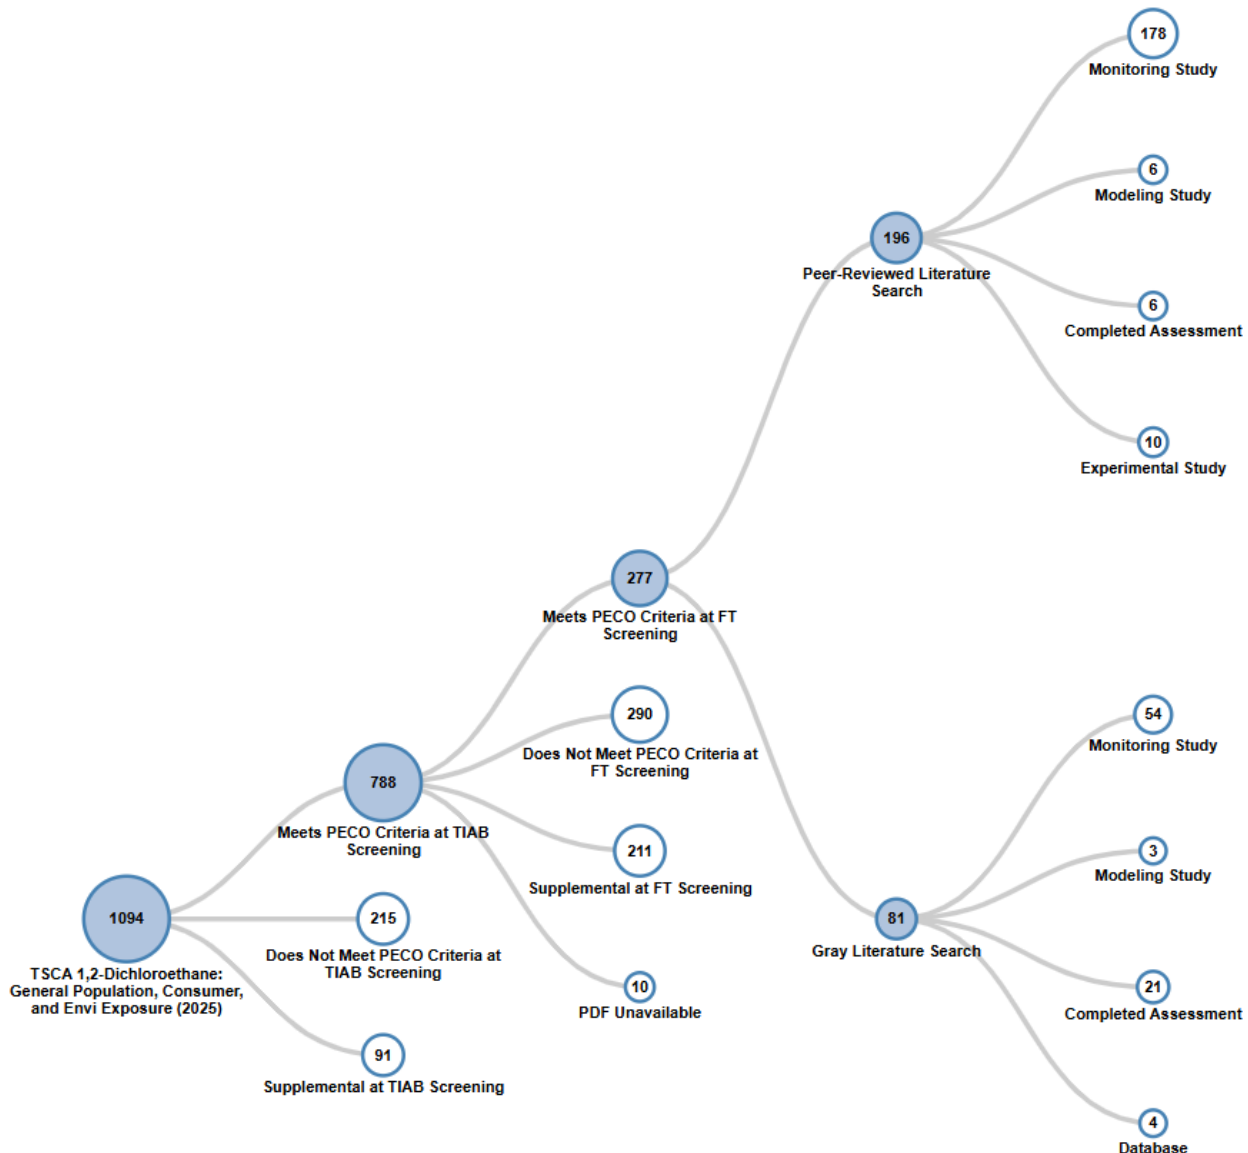 178
Monitoring Study
6
Modeling Study
196
Peer-Reviewed Literature
Search
6
Completed Assessment
10
Experimental Study
277
Meets PECO Criteria at FT
Screening
290
Does Not Meet PECO Criteria at
FT Screening
54
Monitoring Study
788
Meets PECO Criteria at TIAB
Screening
211
Supplemental at FT Screening
3
Modeling Study
1094
TSCA 1,2-Dichloroethane:
General Population, Consumer,
and Envi Exposure (2025)
215
Does Not Meet PECO Criteria at
TIAB Screening
81
Gray Literature Search
10
PDF Unavailable
21
Completed Assessment
91
Supplemental at TIAB Screening
4
Database